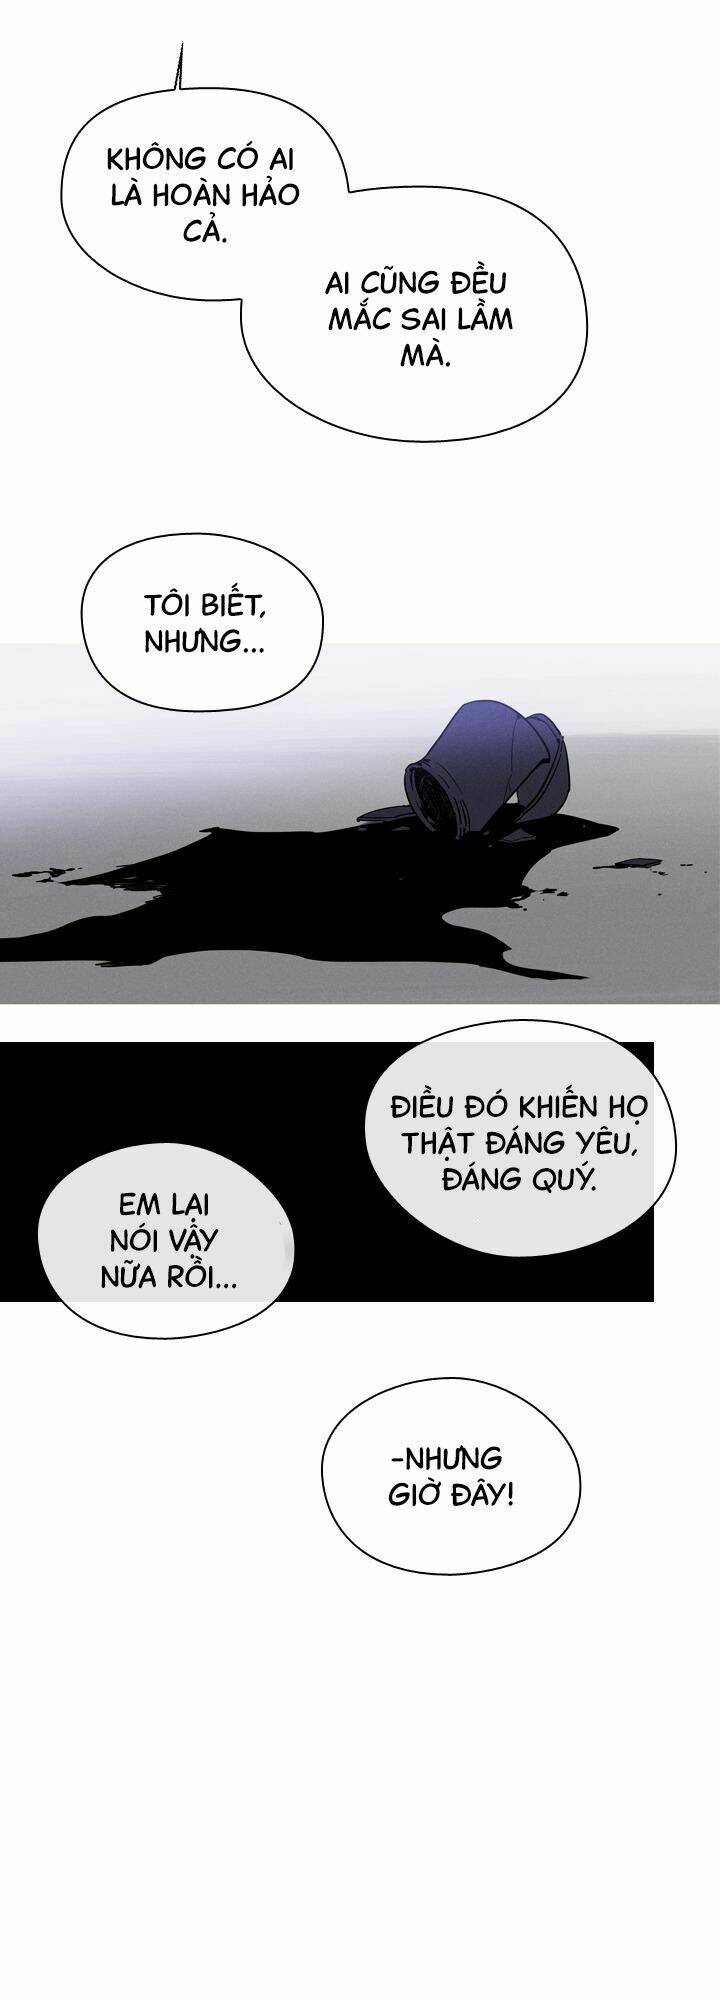 KHÔNG CÓ AI
LÀ HOÀN HẢO
CẢ.
AI CŨNG ĐỀU
MẮC SAI LẦM
MÀ.
TÔI BIẾT,
NHƯNG...
ĐIỀU ĐÓ KHIẾN HỌ
THẬT ĐÁNG YÊU,
ĐÁNG QUÝ.
EM LẠI
NÓI VẬY
NỮA RỒI...
-NHƯNG
GIỜ ĐÂY!